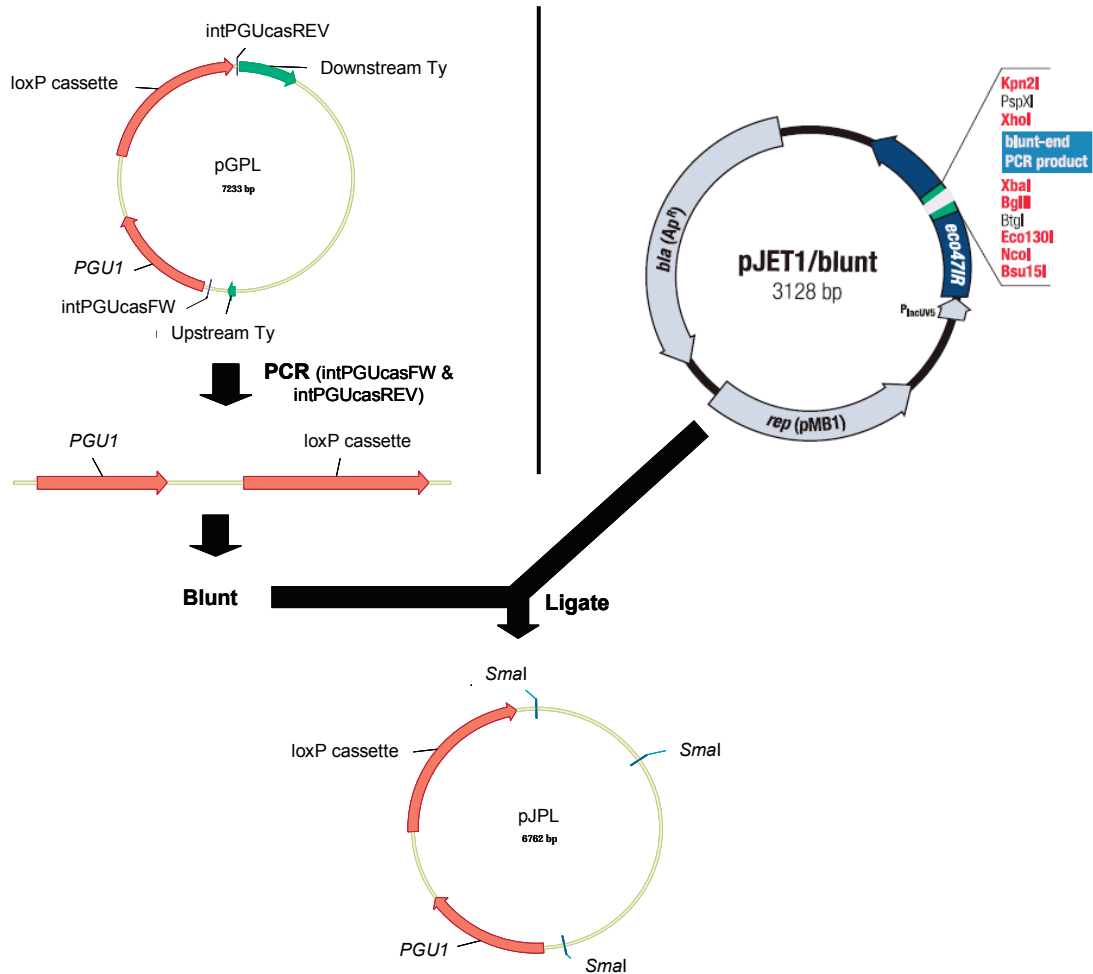 intPGUcasREV
Downstream Ty
loxP cassette
pGPL
7233 bp
PGU1
intPGUcasFW
Upstream Ty
PCR (intPGUcasFW &
intPGUcasREV)
PGU1
loxP cassette
Blunt
Ligate
Kpn2I
PspXI
XhoI
blunt-end
PCR product
XbaI
BglII
BtgI
Eco130I
NcoI
Bsu15I
bla (ApR)
eco47IR
pJET1/blunt
3128 bp
PlacUV5
rep (pMB1)
SmaI
loxP cassette
SmaI
pJPL
6762 bp
PGU1
SmaI